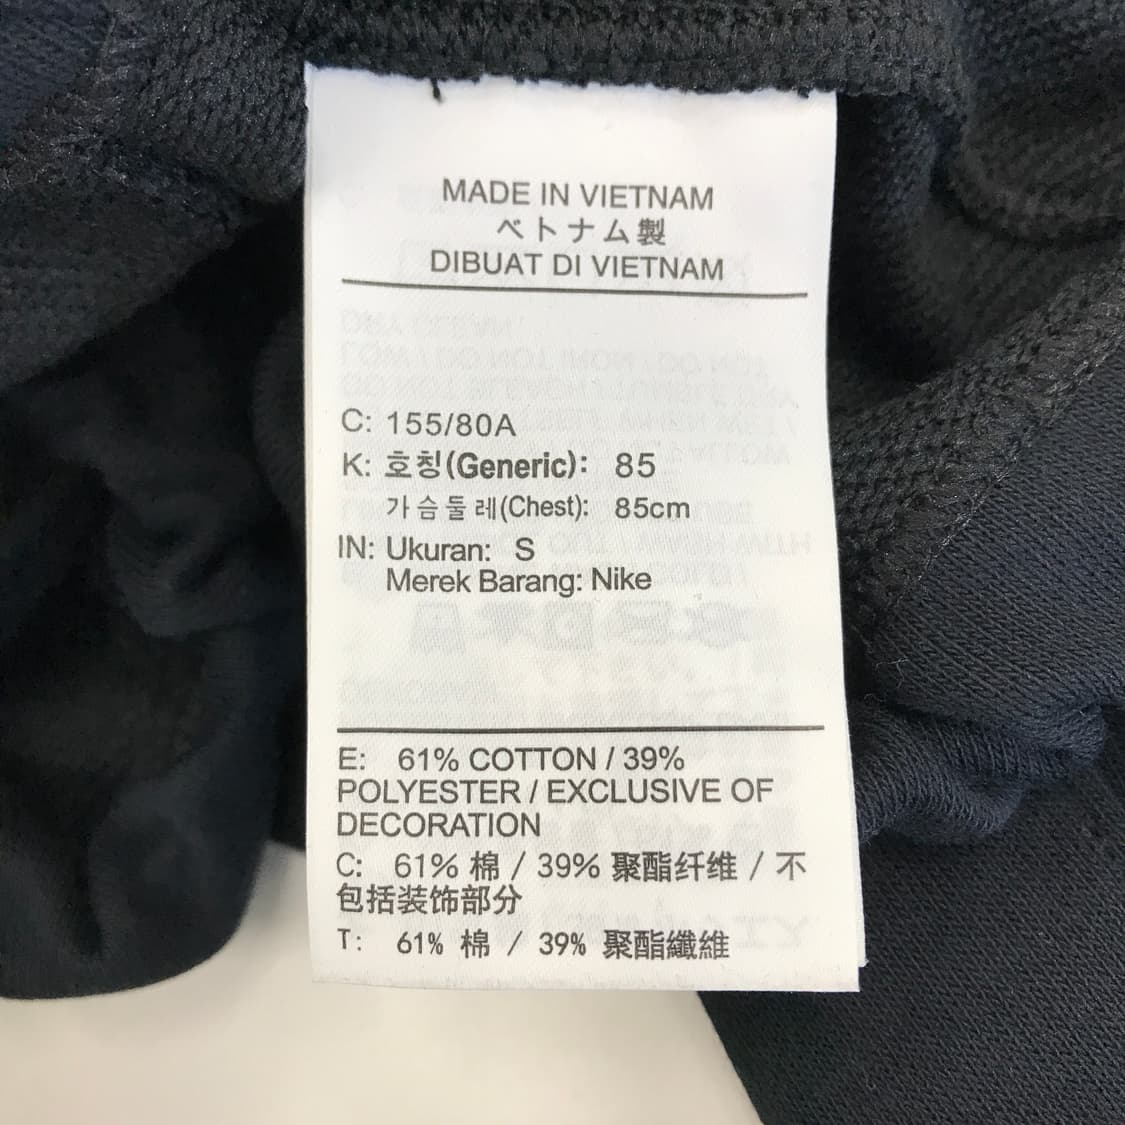 MADE IN VIETNAM
ベトナム製
DIBUAT DI VIETNAM
C: 155/80A
K: 호칭(Generic): 85
가슴둘레(Chest): 85cm
IN: Ukuran: S
Merek Barang: Nike
E: 61% COTTON / 39%
POLYESTER / EXCLUSIVE OF
DECORATION
C: 61% 棉 / 39% 聚酯纤维 / 不
包括装饰部分
T: 61% 棉 / 39% 聚酯纖維